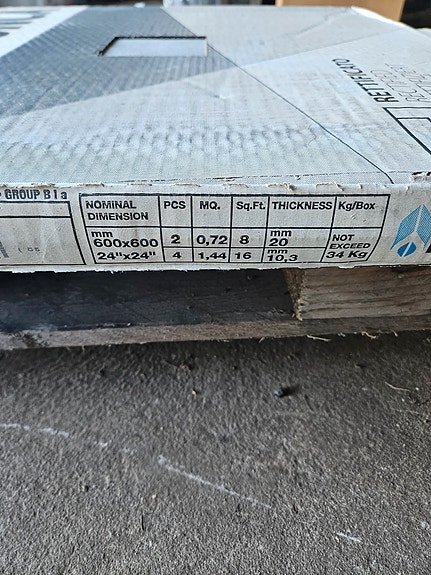 RETTIFICATO
GROUP B I a
NOMINAL DIMENSION PCS MQ. Sq.Ft. THICKNESS Kg/Box
mm 600x600 2 0,72 8 mm 20 NOT EXCEED 34 Kg
24"x24" 4 1,44 16 mm 10,3